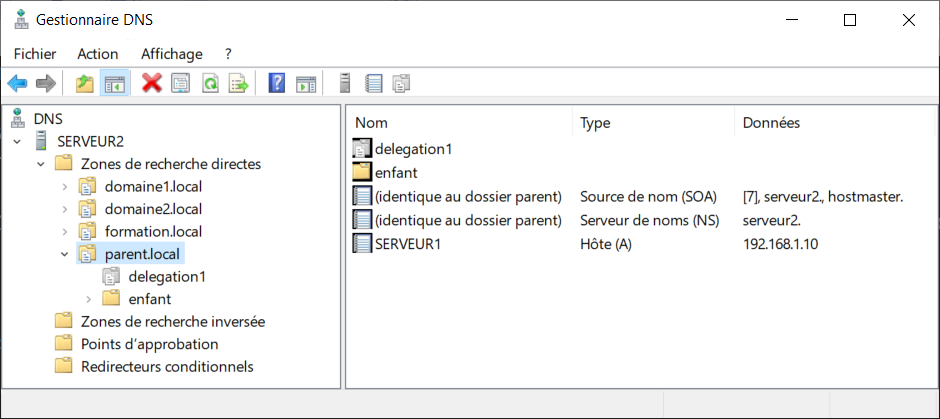 Gestionnaire DNS
Fichier Action Affichage ?
DNS
SERVEUR2
Zones de recherche directes
domaine1.local
domaine2.local
formation.local
parent.local
delegation1
enfant
Zones de recherche inversée
Points d’approbation
Redirecteurs conditionnels
Nom Type Données
delegation1
enfant
(identique au dossier parent) Source de nom (SOA) [7], serveur2., hostmaster.
(identique au dossier parent) Serveur de noms (NS) serveur2.
SERVEUR1 Hôte (A) 192.168.1.10